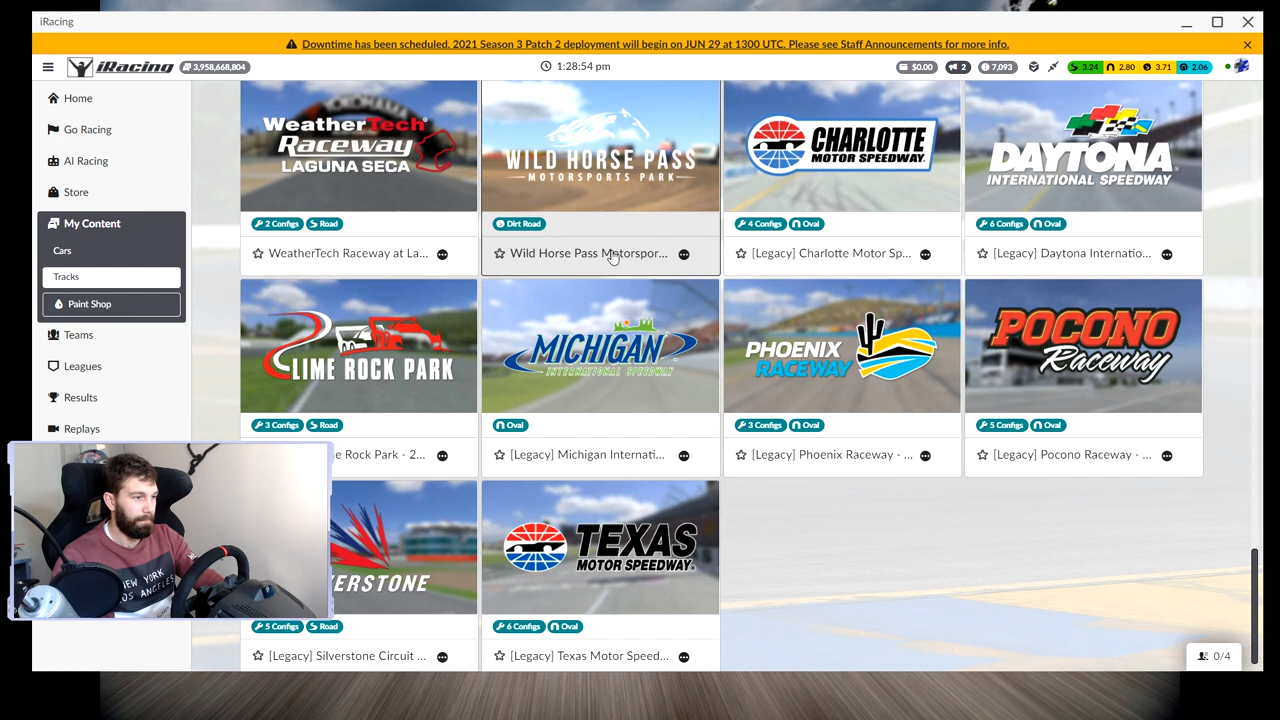 iRacing
Downtime has been scheduled. 2021 Season 3 Patch 2 deployment will begin on JUN 29 at 1300 UTC. Please see Staff Announcements for more info.
iRacing
3,958,668,804
1:28:54 pm
$0.00
2
7,093
3.24
2.80
3.71
2.06
Home
Go Racing
AI Racing
Store
My Content
Cars
Tracks
Paint Shop
Teams
Leagues
Results
Replays
WeatherTech
Raceway
LAGUNA SECA
2 Configs
Road
WeatherTech Raceway at La...
WILD HORSE PASS
MOTORSPORTS PARK
Dirt Road
Wild Horse Pass Motorspor...
CHARLOTTE
MOTOR SPEEDWAY
4 Configs
Oval
[Legacy] Charlotte Motor Sp...
DAYTONA
INTERNATIONAL SPEEDWAY
6 Configs
Oval
[Legacy] Daytona Internatio...
LIME ROCK PARK
3 Configs
Road
Rock Park - 2...
MICHIGAN
INTERNATIONAL SPEEDWAY
Oval
[Legacy] Michigan Internati...
PHOENIX
RACEWAY
3 Configs
Oval
[Legacy] Phoenix Raceway - ...
POCONO
Raceway
5 Configs
Oval
[Legacy] Pocono Raceway - ...
ERSTONE
5 Configs
Road
[Legacy] Silverstone Circuit ...
TEXAS
MOTOR SPEEDWAY
6 Configs
Oval
[Legacy] Texas Motor Speed...
NEW YORK
LOS ANGELES
0/4